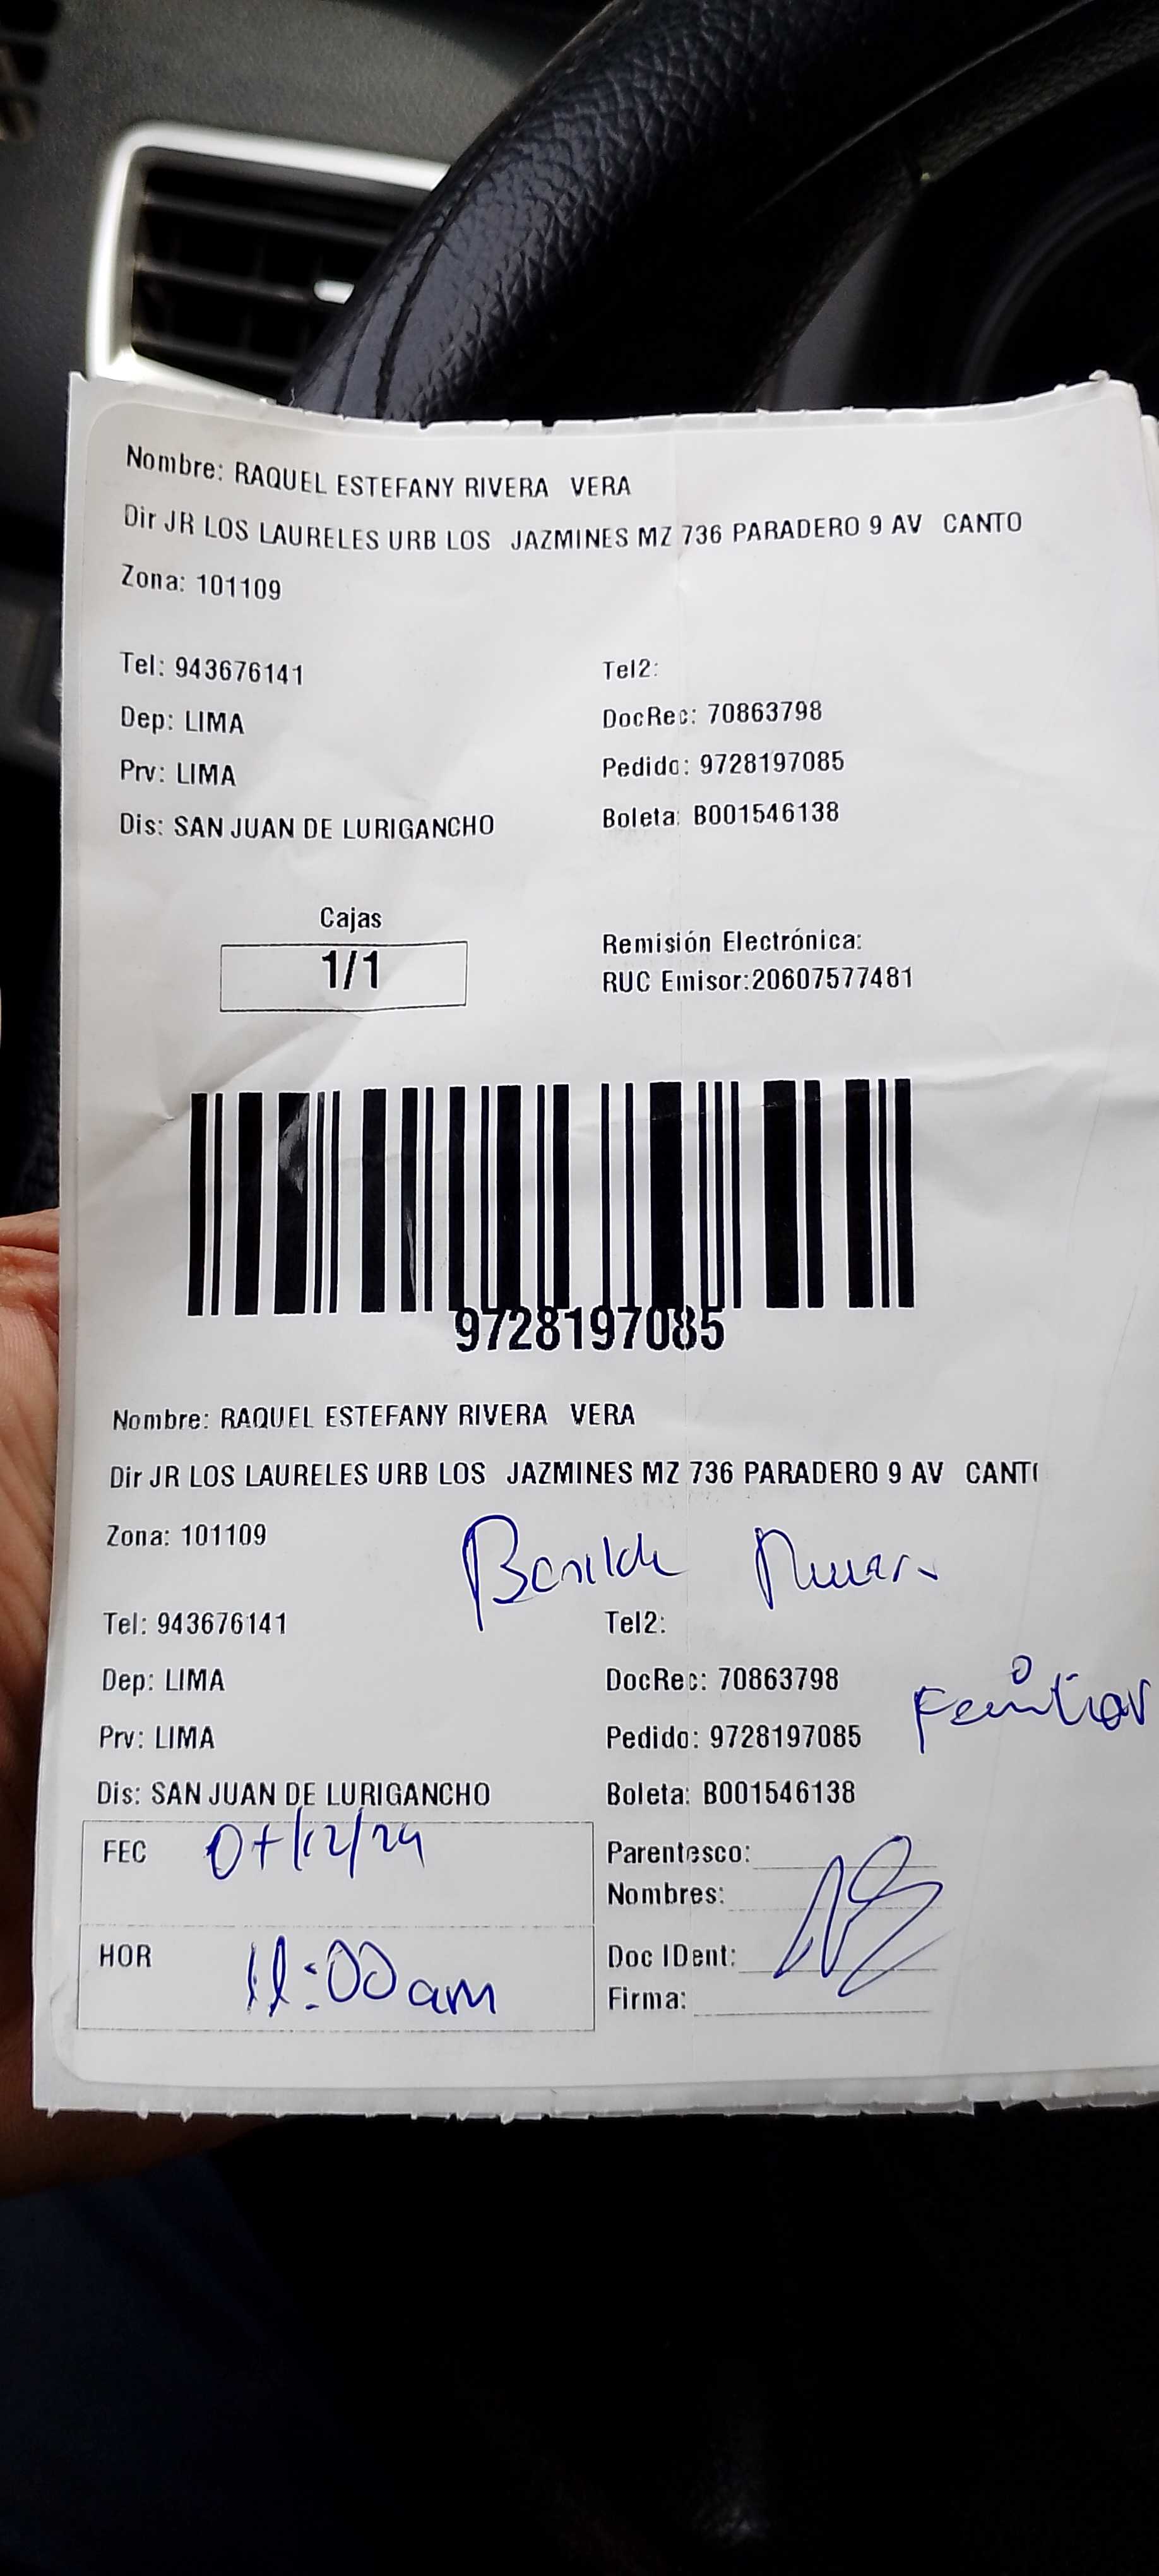 Nombre: RAQUEL ESTEFANY RIVERA VERA
Dir JR LOS LAURELES URB LOS JAZMINES MZ 736 PARADERO 9 AV CANTO
Zona: 101109
Tel: 943676141 Tel2:
Dep: LIMA DocRec: 70863798
Prv: LIMA Pedido: 9728197085
Dis: SAN JUAN DE LURIGANCHO Boleta: B001546138
Cajas
1/1
Remisión Electrónica:
RUC Emisor:20607577481
9728197085
Nombre: RAQUEL ESTEFANY RIVERA VERA
Dir JR LOS LAURELES URB LOS JAZMINES MZ 736 PARADERO 9 AV CANT
Zona: 101109
Tel: 943676141 Tel2:
Dep: LIMA DocRec: 70863798
Prv: LIMA Pedido: 9728197085
Dis: SAN JUAN DE LURIGANCHO Boleta: B001546138
FEC 07/12/24
HOR 11:00am
Parentesco:
Nombres:
Doc IDent:
Firma: